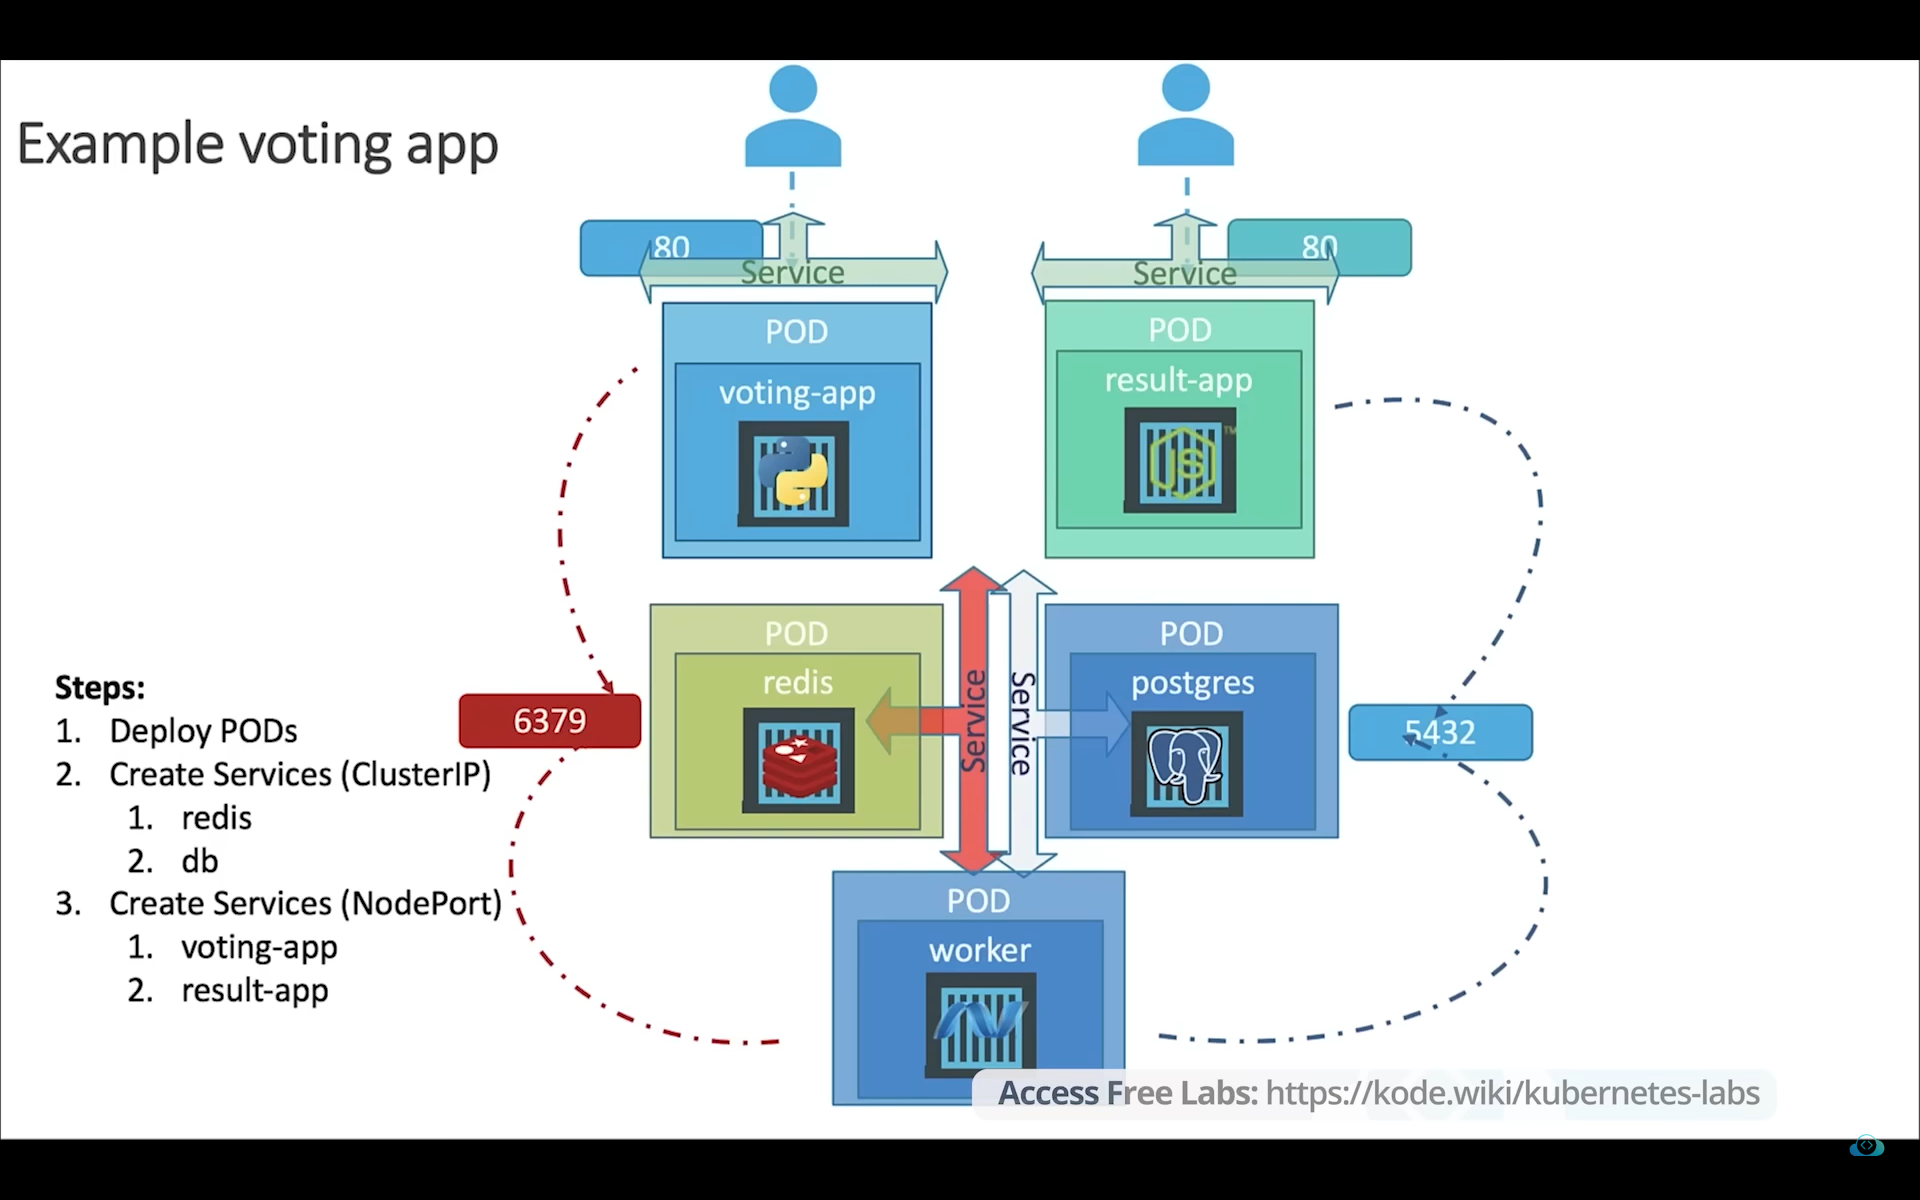 Example voting app
80
Service
80
Service
POD
voting-app
POD
result-app
JS
TM
POD
redis
Service
Service
POD
postgres
6379
5432
Steps:
1. Deploy PODs
2. Create Services (ClusterIP)
1. redis
2. db
3. Create Services (NodePort)
1. voting-app
2. result-app
POD
worker
Access Free Labs: https://kode.wiki/kubernetes-labs